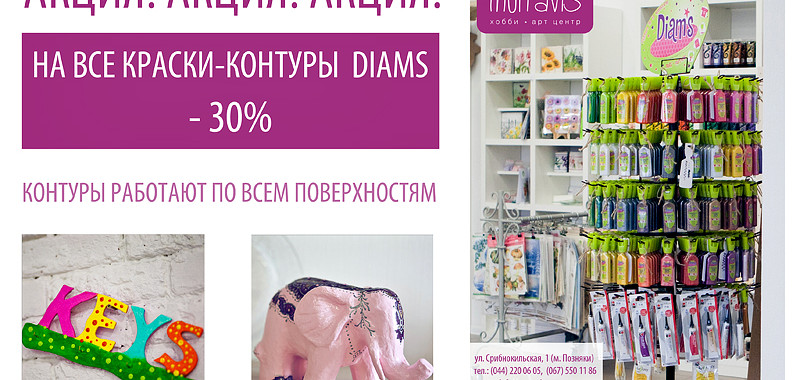 АКЦИЯ! АКЦИЯ! АКЦИЯ!
НА ВСЕ КРАСКИ-КОНТУРЫ DIAMS
- 30%
КОНТУРЫ РАБОТАЮТ ПО ВСЕМ ПОВЕРХНОСТЯМ
KEYS
хобби • арт центр
Diams
ул. Срибнокильская, 1 (м. Позняки)
тел.: (044) 220 06 05, (067) 550 11 86